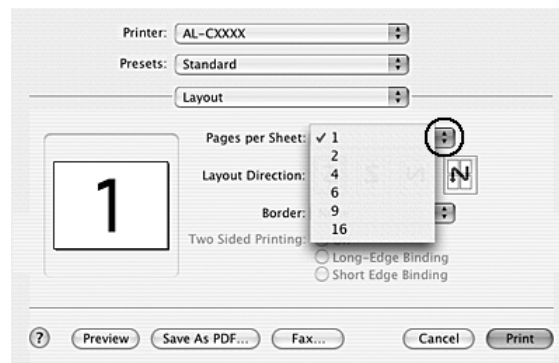 Printer: AL-CXXXX
Presets: Standard
Layout
Pages per Sheet: ✓ 1
2
Layout Direction: 4
6
Border: 9
16
Two Sided Printing:
Long-Edge Binding
Short Edge Binding
1
? Preview Save As PDF... Fax... Cancel Print